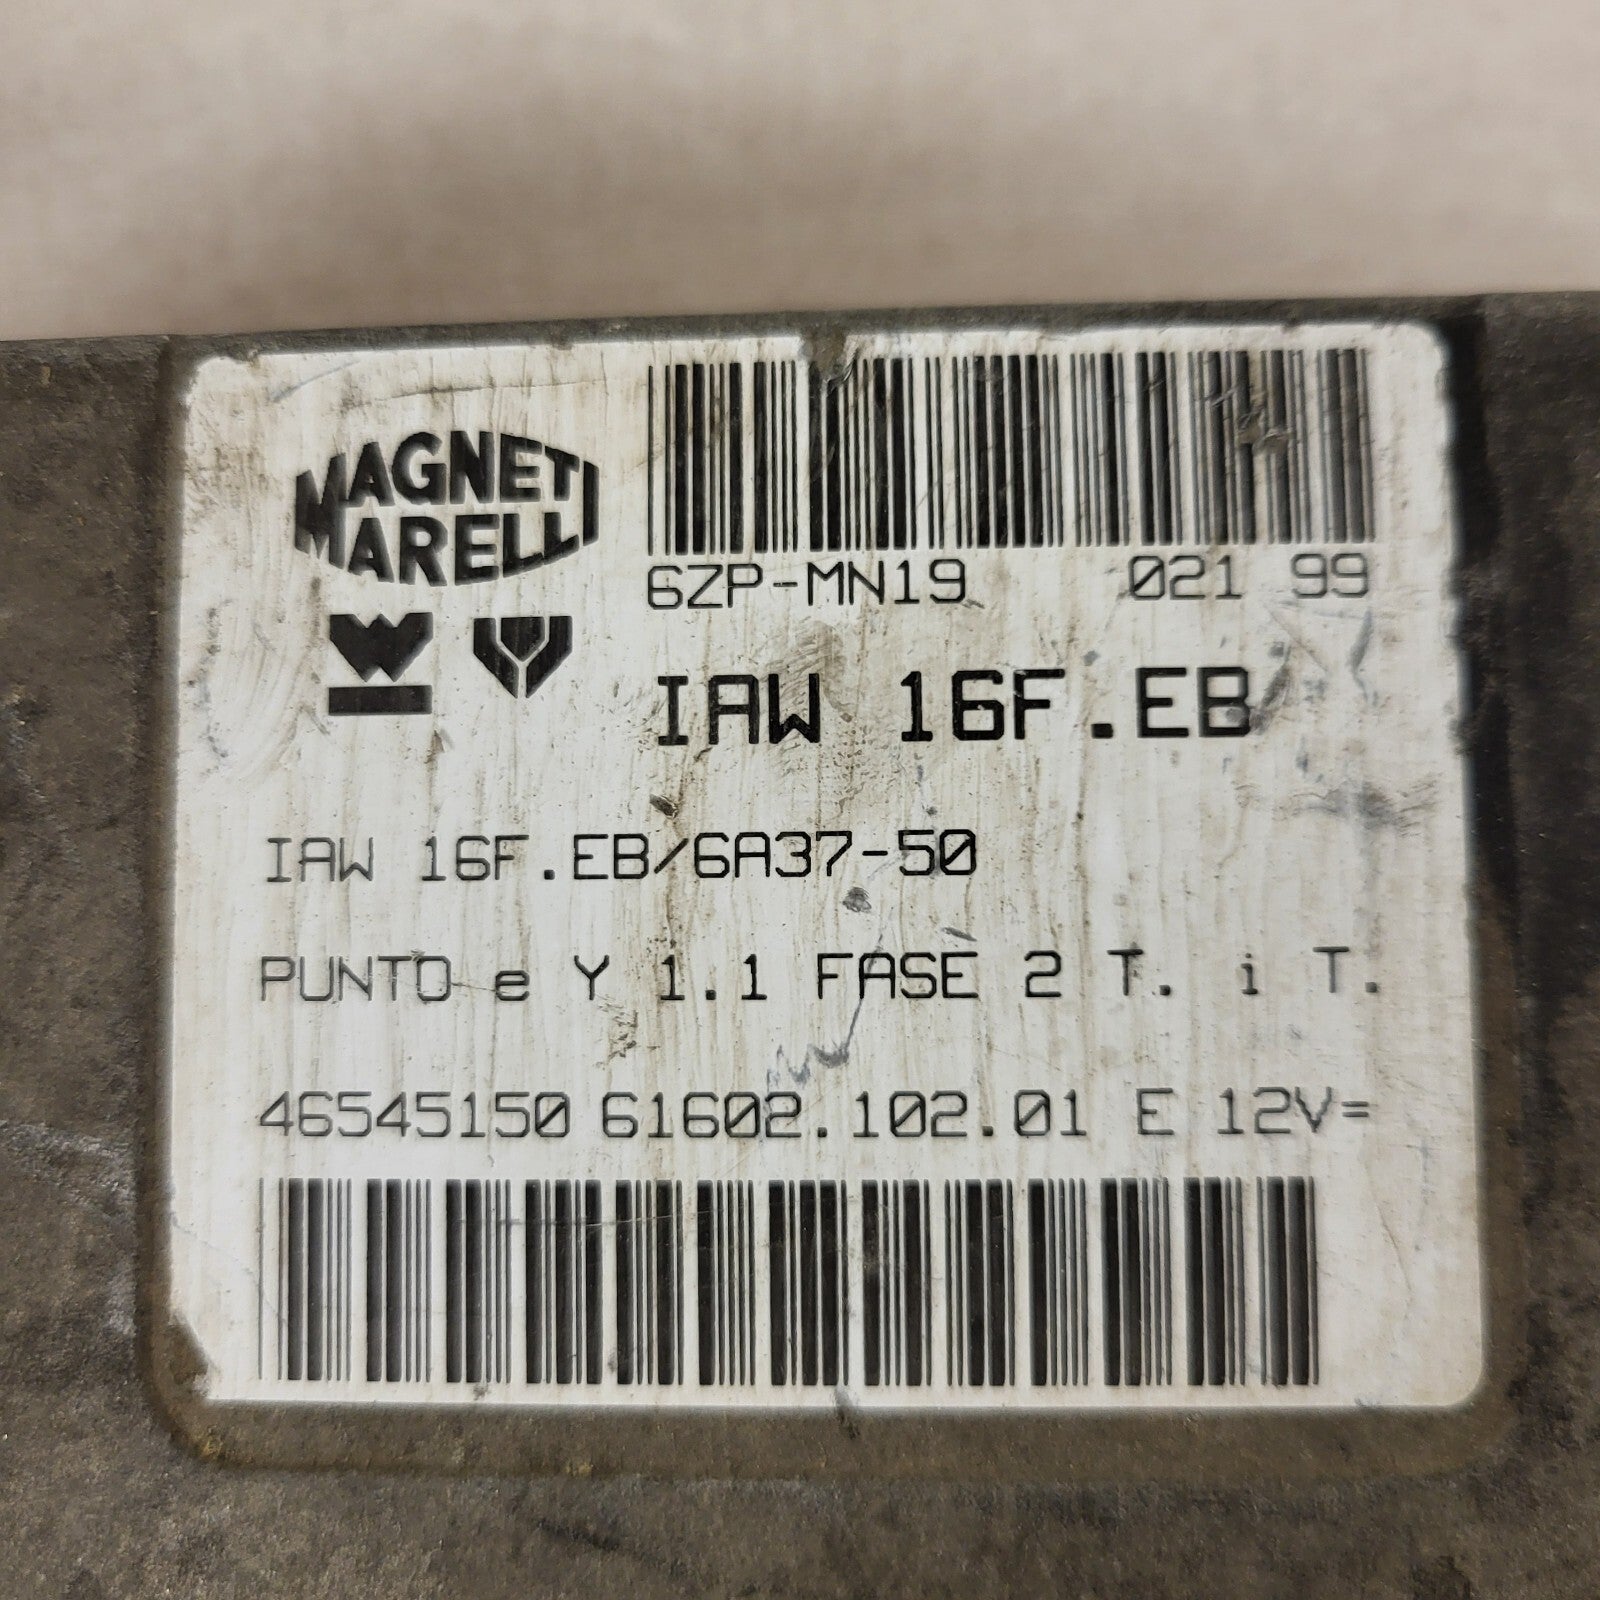 MAGNETI
MARELLI
6ZP-MN19 021 99
IAW 16F.EB
IAW 16F.EB/6A37-50
PUNTO e Y 1.1 FASE 2 T. i T.
46545150 61602.102.01 E 12V=